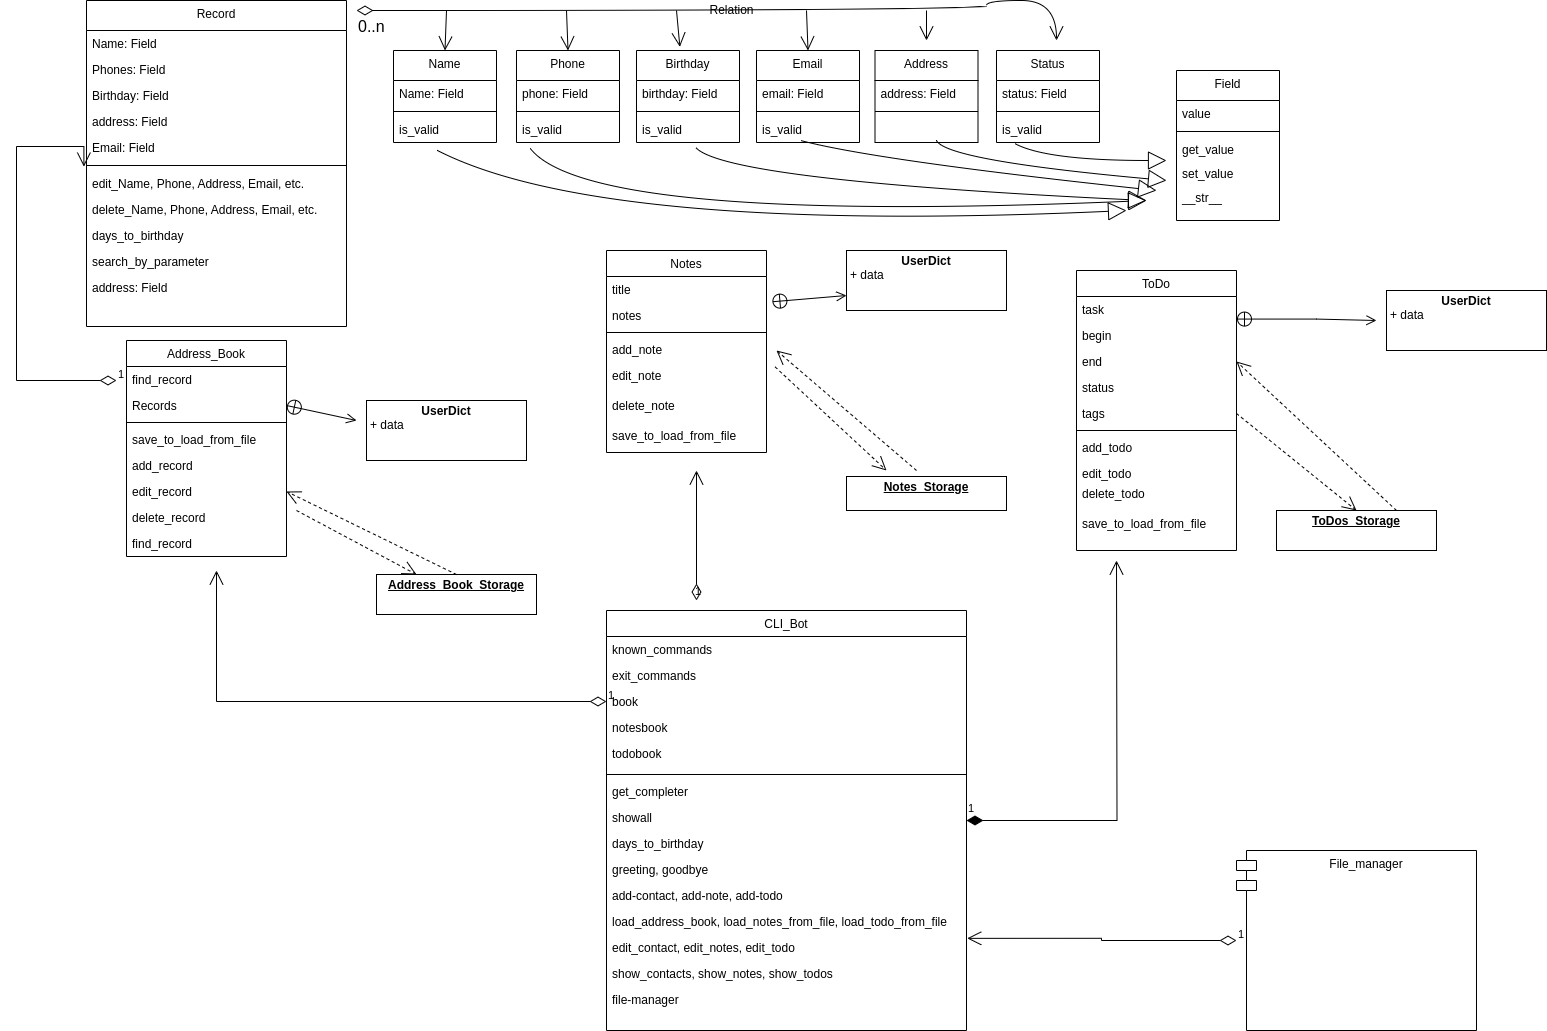 Record
Name: Field
Phones: Field
Birthday: Field
address: Field
Email: Field
edit_Name, Phone, Address, Email, etc.
delete_Name, Phone, Address, Email, etc.
days_to_birthday
search_by_parameter
address: Field
0..n
Relation
Name
Name: Field
is_valid
Phone
phone: Field
is_valid
Birthday
birthday: Field
is_valid
Email
email: Field
is_valid
Address
address: Field
Status
status: Field
is_valid
Field
value
get_value
set_value
__str__
Address_Book
1
find_record
Records
save_to_load_from_file
add_record
edit_record
delete_record
find_record
UserDict
+ data
Address_Book_Storage
Notes
title
notes
add_note
edit_note
delete_note
save_to_load_from_file
UserDict
+ data
Notes_Storage
ToDo
task
begin
end
status
tags
add_todo
edit_todo
delete_todo
save_to_load_from_file
UserDict
+ data
ToDos_Storage
1
CLI_Bot
known_commands
exit_commands
1
book
notesbook
todobook
get_completer
showall
days_to_birthday
greeting, goodbye
add-contact, add-note, add-todo
load_address_book, load_notes_from_file, load_todo_from_file
edit_contact, edit_notes, edit_todo
show_contacts, show_notes, show_todos
file-manager
1
File_manager
1